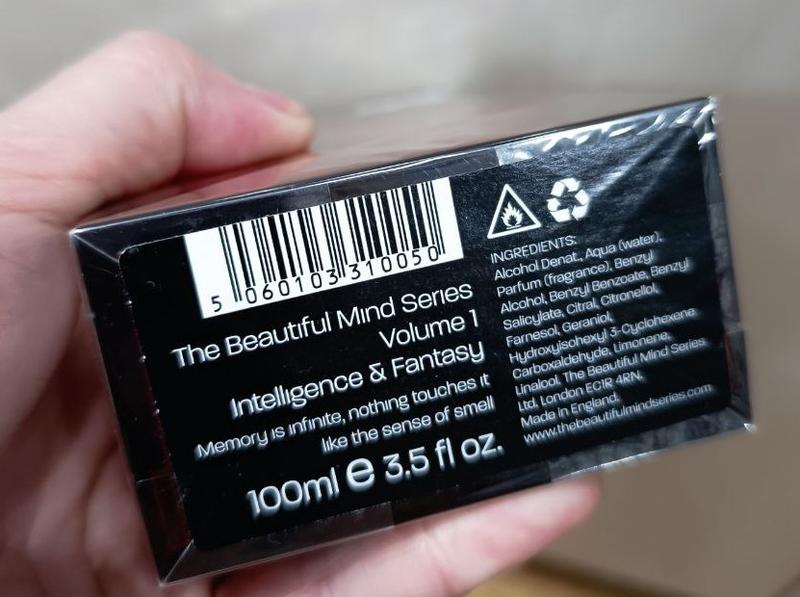 5 060103 310050
The Beautiful Mind Series
Volume 1
Intelligence & Fantasy
Memory is infinite, nothing touches it
like the sense of smell
100ml e 3.5 fl oz.
INGREDIENTS:
Alcohol Denat., Aqua (water),
Parfum (fragrance), Benzyl
Alcohol, Benzyl Benzoate, Benzyl
Salicylate, Citral, Citronellol,
Farnesol, Geraniol,
Hydroxyisohexyl 3-Cyclohexene
Carboxaldehyde, Limonene,
Linalool. The Beautiful Mind Series
Ltd. London EC1R 4RN.
Made in England.
www.thebeautifulmindseries.com